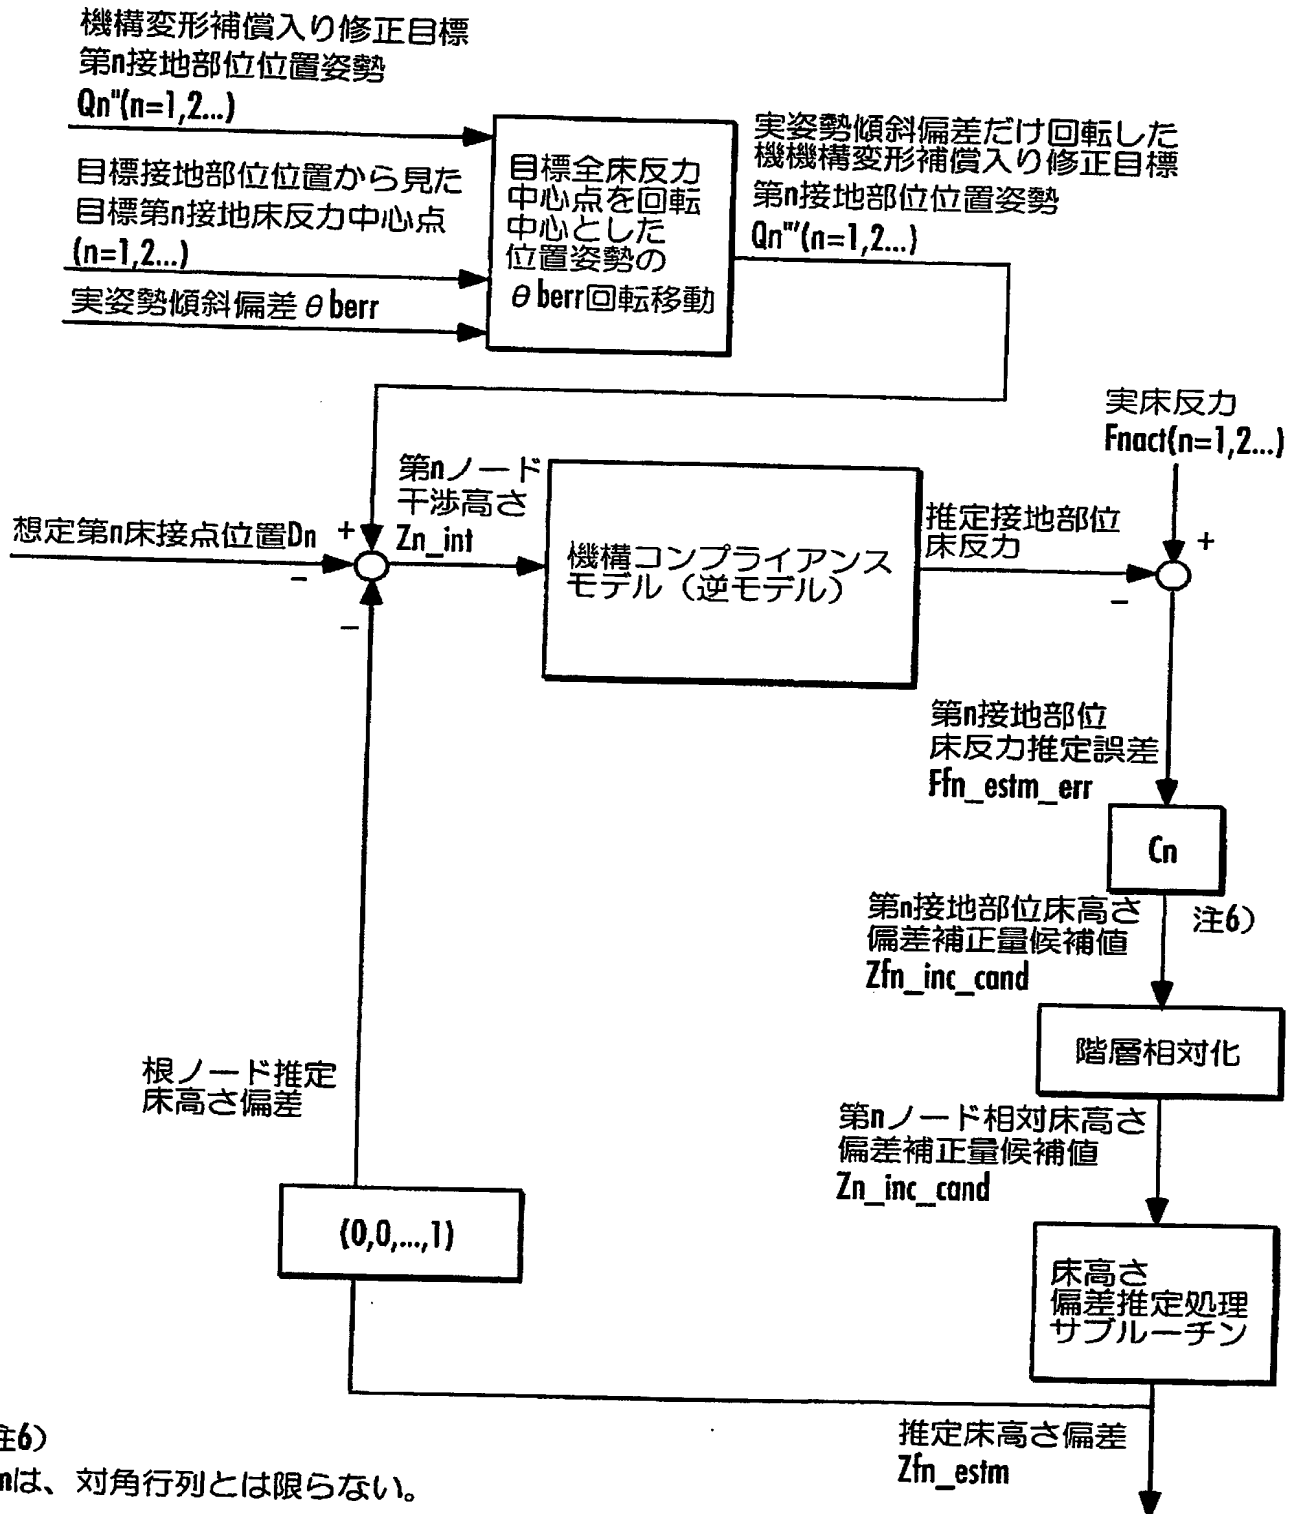 機構変形補償入り修正目標
第n接地部位位置姿勢
Qn"(n=1,2...)
目標接地部位位置から見た
目標第n接地床反力中心点
(n=1,2...)
実姿勢傾斜偏差θberr
目標全床反力
中心点を回転
中心とした
位置姿勢の
θberr回転移動
実姿勢傾斜偏差だけ回転した
機機構変形補償入り修正目標
第n接地部位位置姿勢
Qn"'(n=1,2...)
実床反力
Fnact(n=1,2...)
第nノード
干渉高さ
Zn_int
想定第n床接点位置Dn
+
−
−
機構コンプライアンス
モデル（逆モデル）
推定接地部位
床反力
+
−
第n接地部位
床反力推定誤差
Ffn_estm_err
Cn
注6）
第n接地部位床高さ
偏差補正量候補値
Zfn_inc_cand
階層相対化
根ノード推定
床高さ偏差
第nノード相対床高さ
偏差補正量候補値
Zn_inc_cand
(0,0,...,1)
床高さ
偏差推定処理
サブルーチン
推定床高さ偏差
Zfn_estm
注6）
nは、対角行列とは限らない。